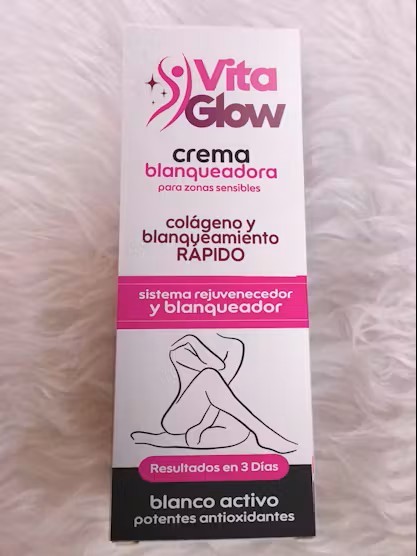 Vita
Glow
crema
blanqueadora
para zonas sensibles
colágeno y
blanqueamiento
RÁPIDO
sistema rejuvenecedor
y blanqueador
Resultados en 3 Días
blanco activo
potentes antioxidantes